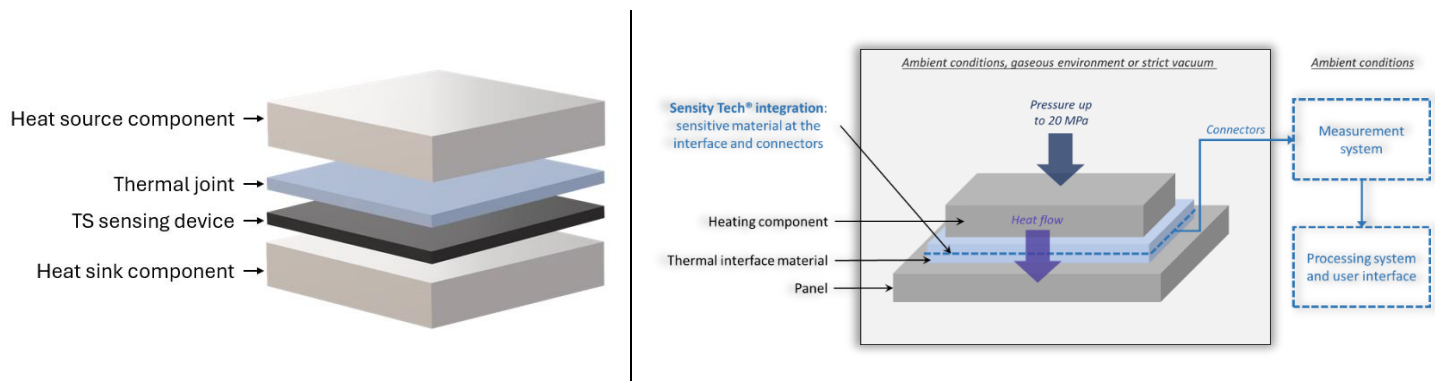 Heat source component
Thermal joint
TS sensing device
Heat sink component
Ambient conditions, gaseous environment or strict vacuum
Ambient conditions
Sensity Tech® integration:
sensitive material at the
interface and connectors
Pressure up
to 20 MPa
Connectors
Measurement
system
Heating component
Heat flow
Thermal interface material
Panel
Processing system
and user interface